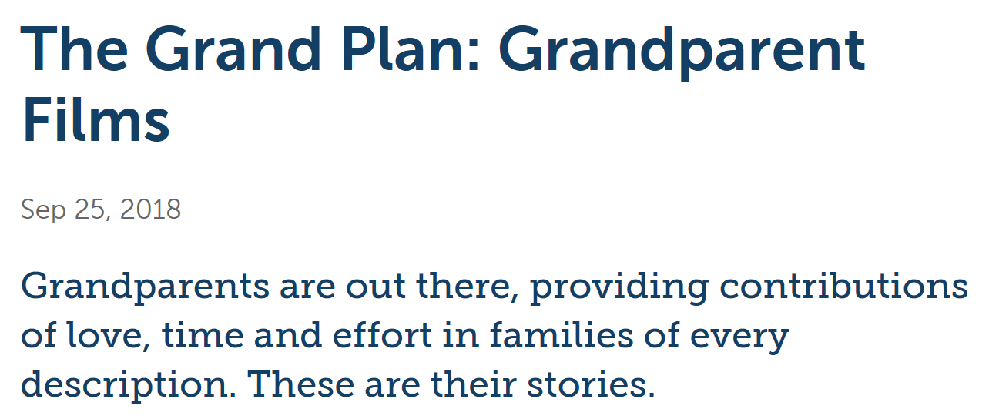 The Grand Plan: Grandparent
Films
Sep 25, 2018
Grandparents are out there, providing contributions
of love, time and effort in families of every
description. These are their stories.